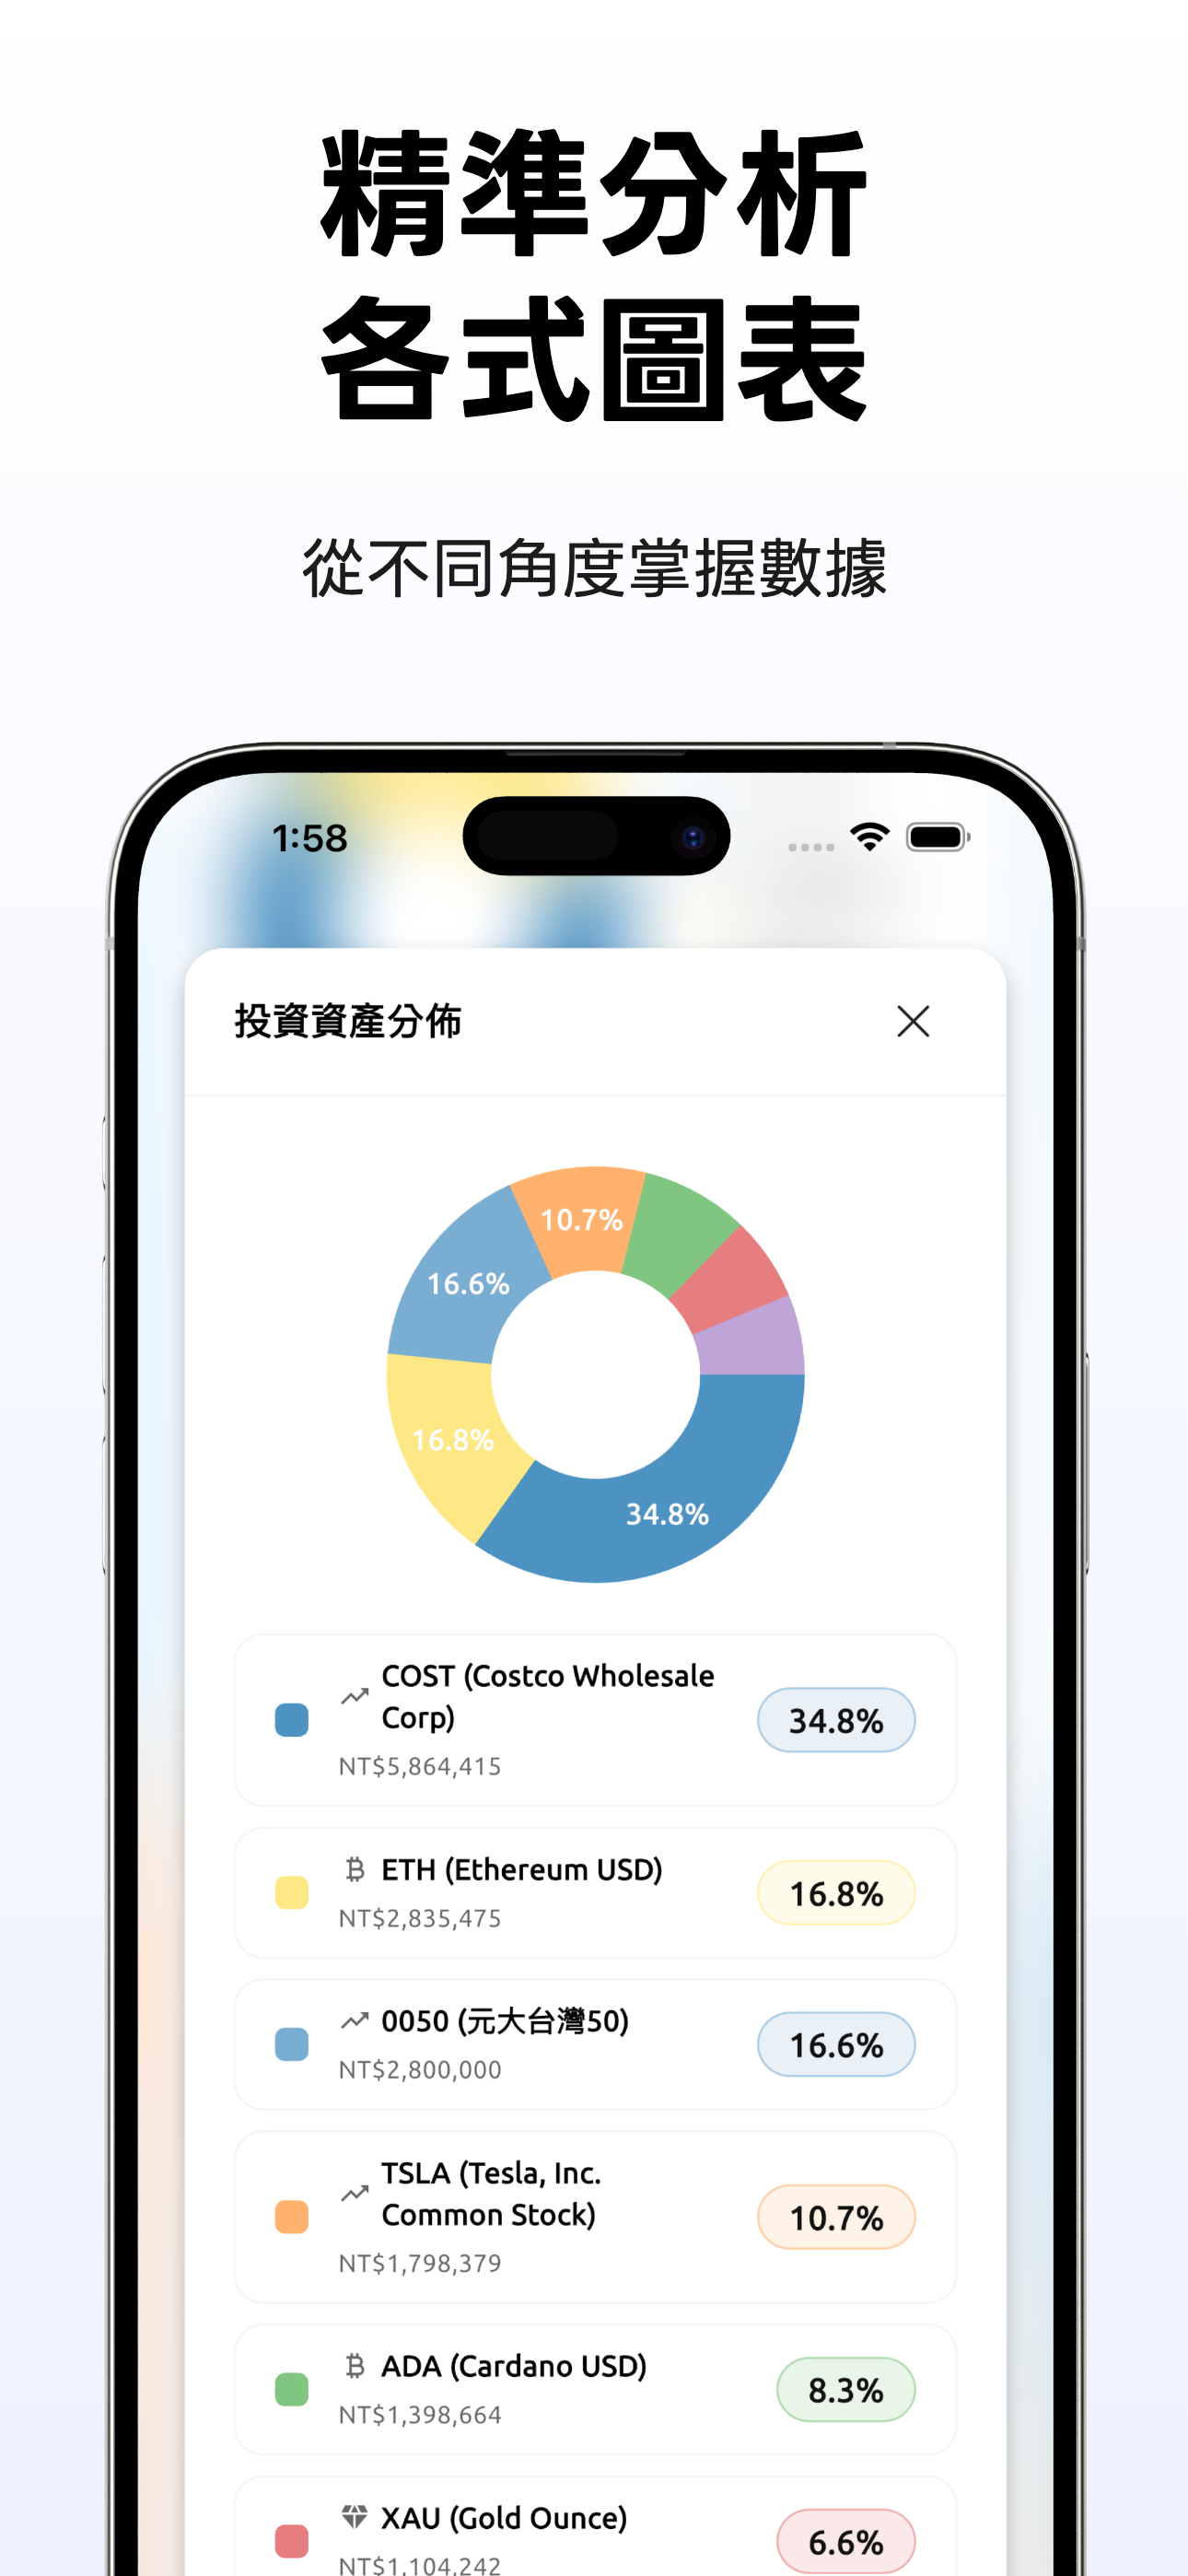 精準分析
各式圖表
從不同角度掌握數據
1:58
投資資產分佈
10.7%
16.6%
16.8%
34.8%
COST (Costco Wholesale
Corp)
34.8%
NT$5,864,415
ETH (Ethereum USD)
16.8%
NT$2,835,475
0050 (元大台灣50)
16.6%
NT$2,800,000
TSLA (Tesla, Inc.
Common Stock)
10.7%
NT$1,798,379
ADA (Cardano USD)
8.3%
NT$1,398,664
XAU (Gold Ounce)
6.6%
NT$1,104,242